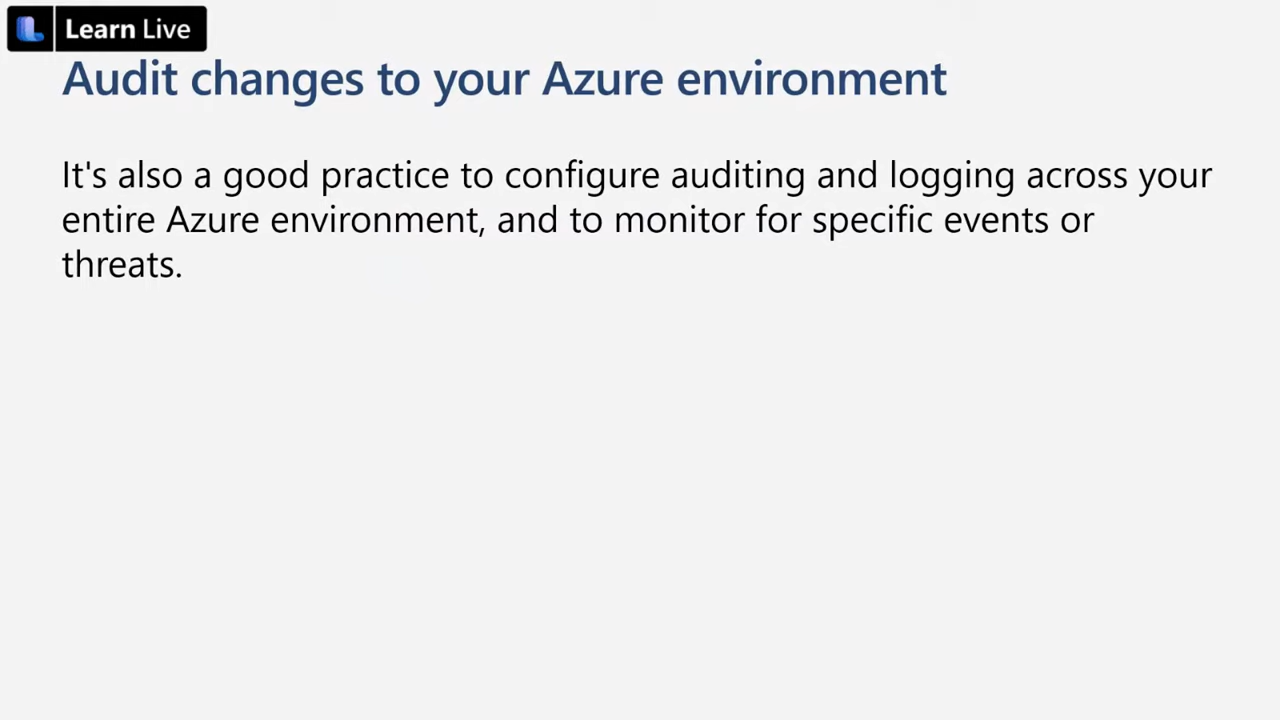 Learn Live
Audit changes to your Azure environment
It's also a good practice to configure auditing and logging across your
entire Azure environment, and to monitor for specific events or
threats.